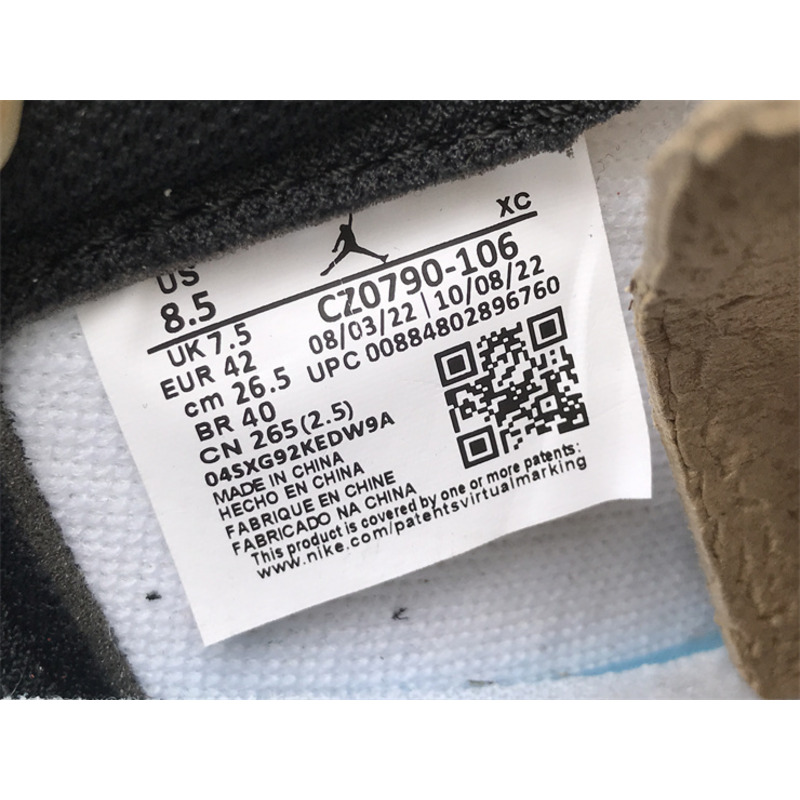 XC
US
8.5
CZ0790-106
08/03/22 | 10/08/22
UPC 00884802896760
UK 7.5
EUR 42
cm 26.5
BR 40
CN 265(2.5)
04SXG92KEDW9A
MADE IN CHINA
HECHO EN CHINA
FABRIQUE EN CHINE
FABRICADO NA CHINA
This product is covered by one or more patents:
www.nike.com/patentsvirtualmarking